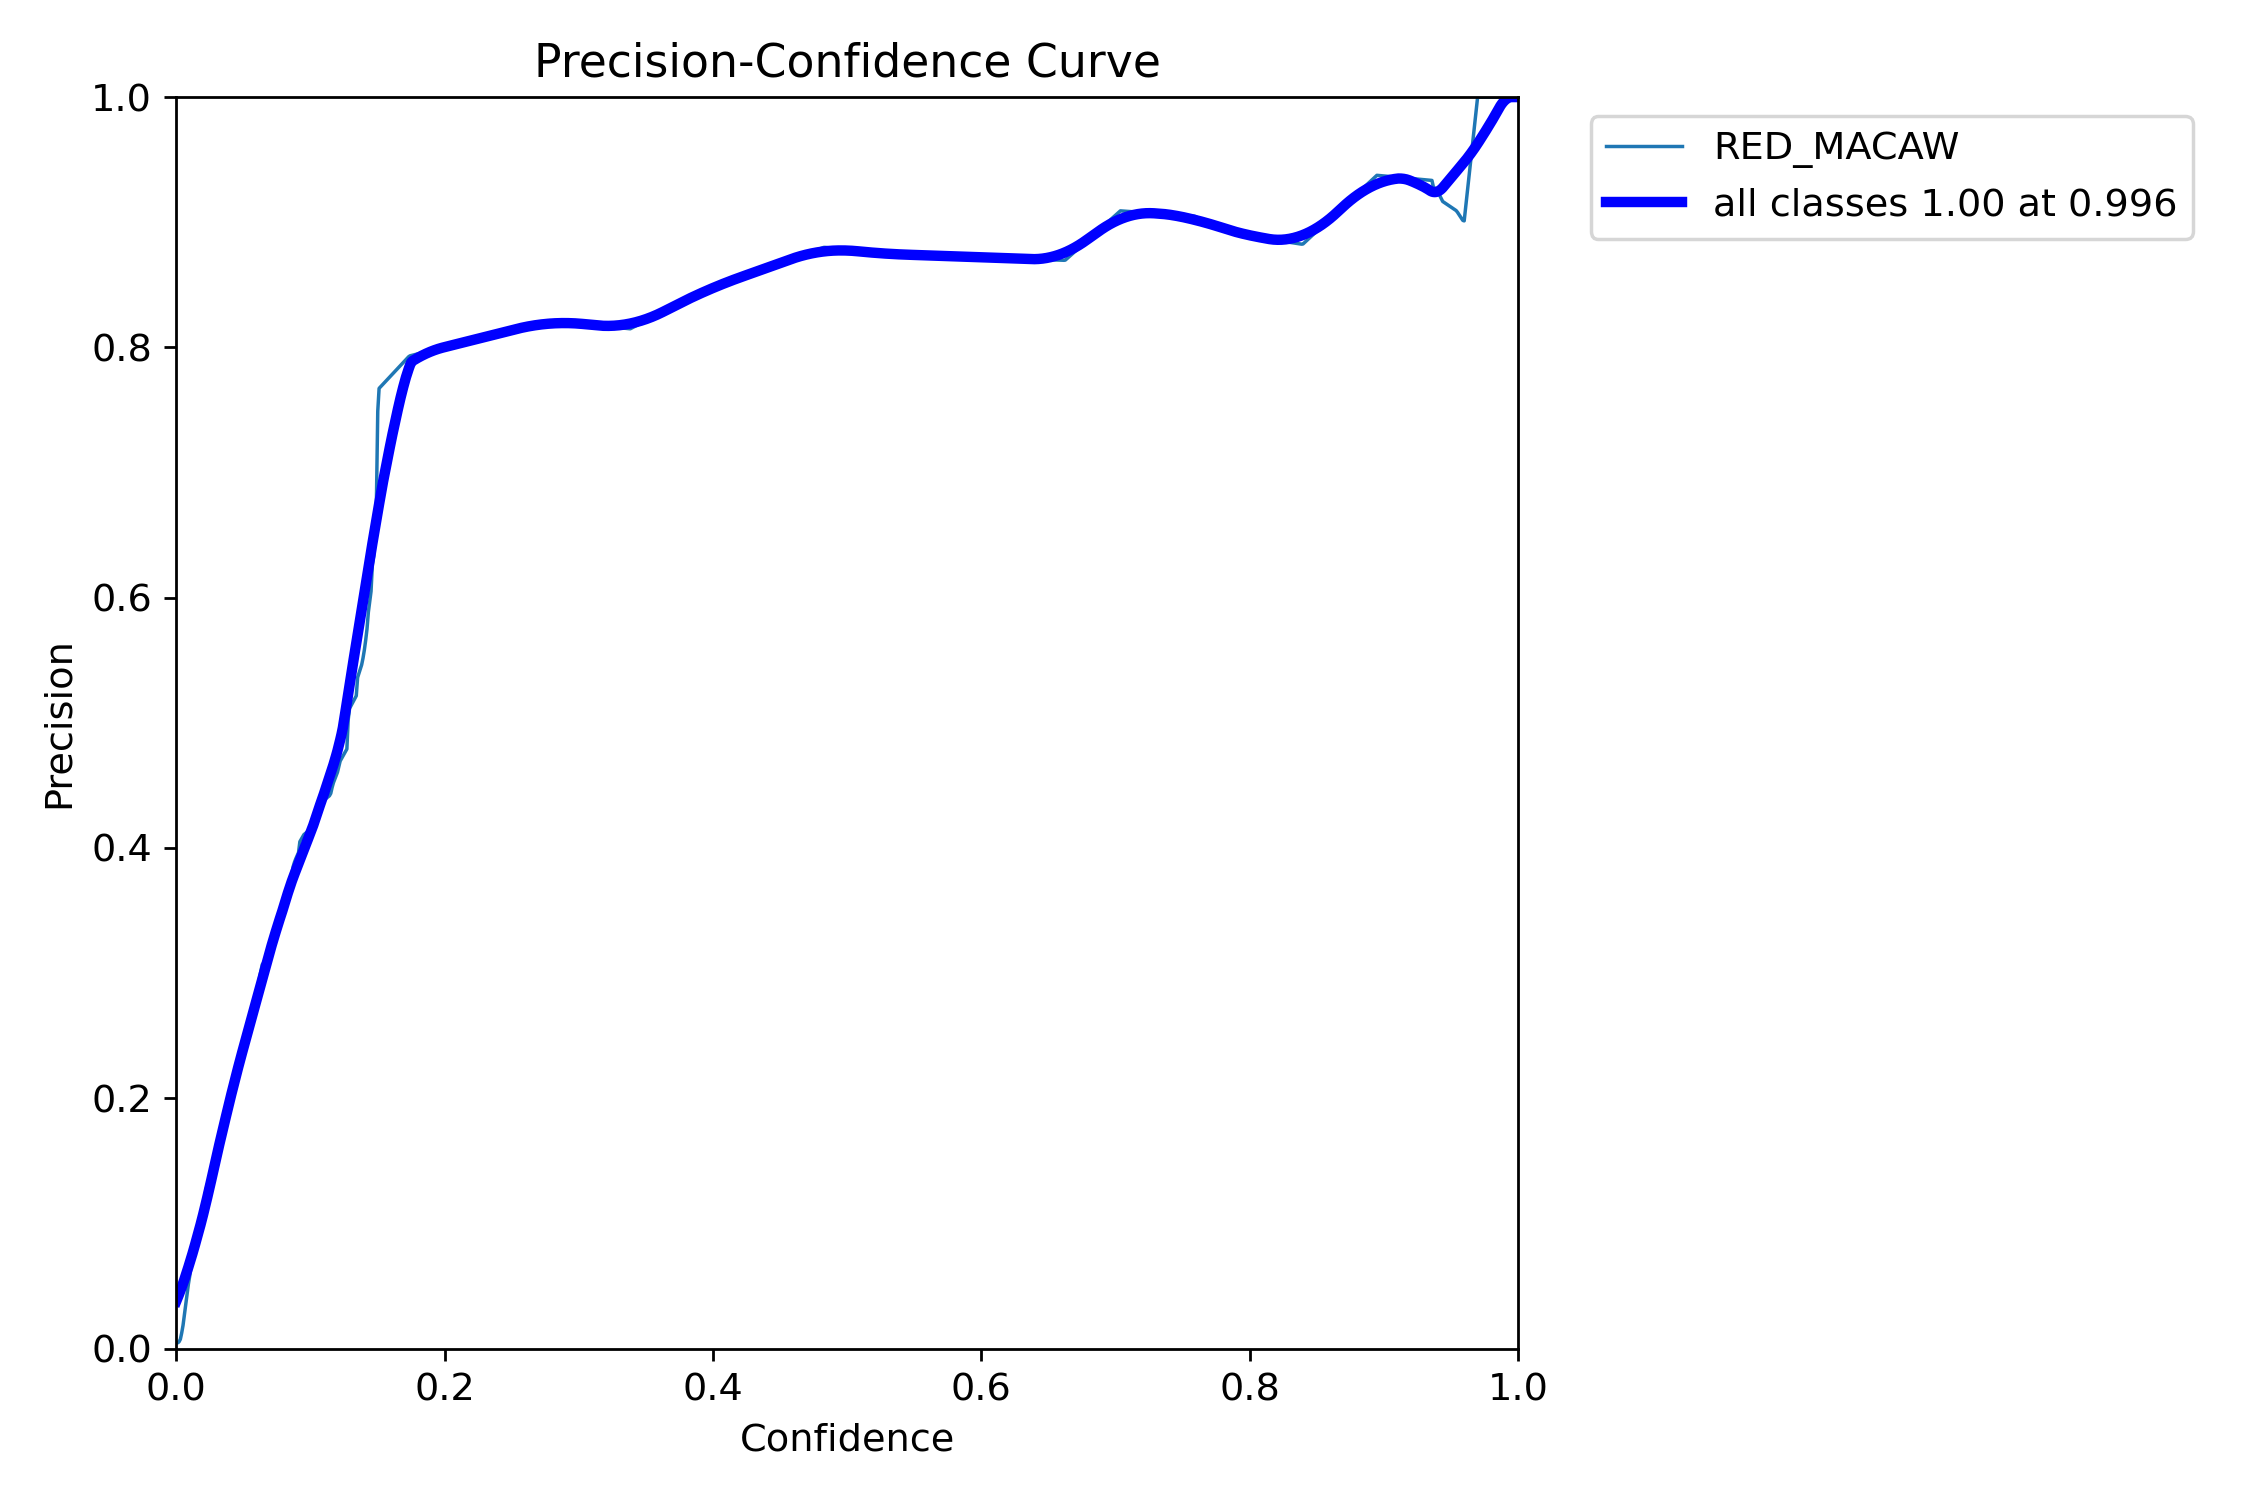 Precision-Confidence Curve
1.0
0.8
0.6
0.4
0.2
0.0
Precision
0.0 0.2 0.4 0.6 0.8 1.0
Confidence
RED_MACAW
all classes 1.00 at 0.996